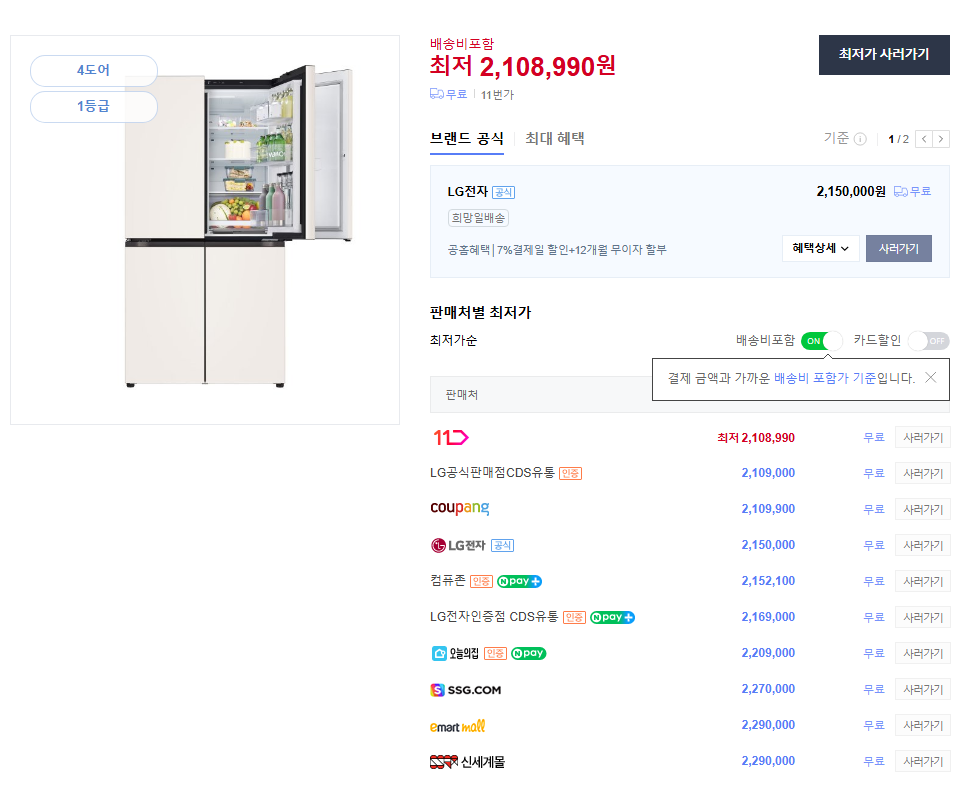 4도어
1등급
배송비포함
최저 2,108,990원
무료 11번가
최저가 사러가기
브랜드 공식 최대 혜택 기준 1/2
LG전자 공식 2,150,000원 무료
희망일배송
공홈혜택 | 7%결제일 할인+12개월 무이자 할부 혜택상세 사러가기
판매처별 최저가
최저가순 배송비포함 ON 카드할인 OFF
결제 금액과 가까운 배송비 포함가 기준입니다.
판매처
11 최저 2,108,990 무료 사러가기
LG공식판매점CDS유통 인증 2,109,000 무료 사러가기
coupang 2,109,900 무료 사러가기
LG전자 공식 2,150,000 무료 사러가기
컴퓨존 인증 N pay + 2,152,100 무료 사러가기
LG전자인증점 CDS유통 인증 N pay + 2,169,000 무료 사러가기
오늘의집 인증 N pay 2,209,000 무료 사러가기
S SSG.COM 2,270,000 무료 사러가기
emart mall 2,290,000 무료 사러가기
신세계몰 2,290,000 무료 사러가기